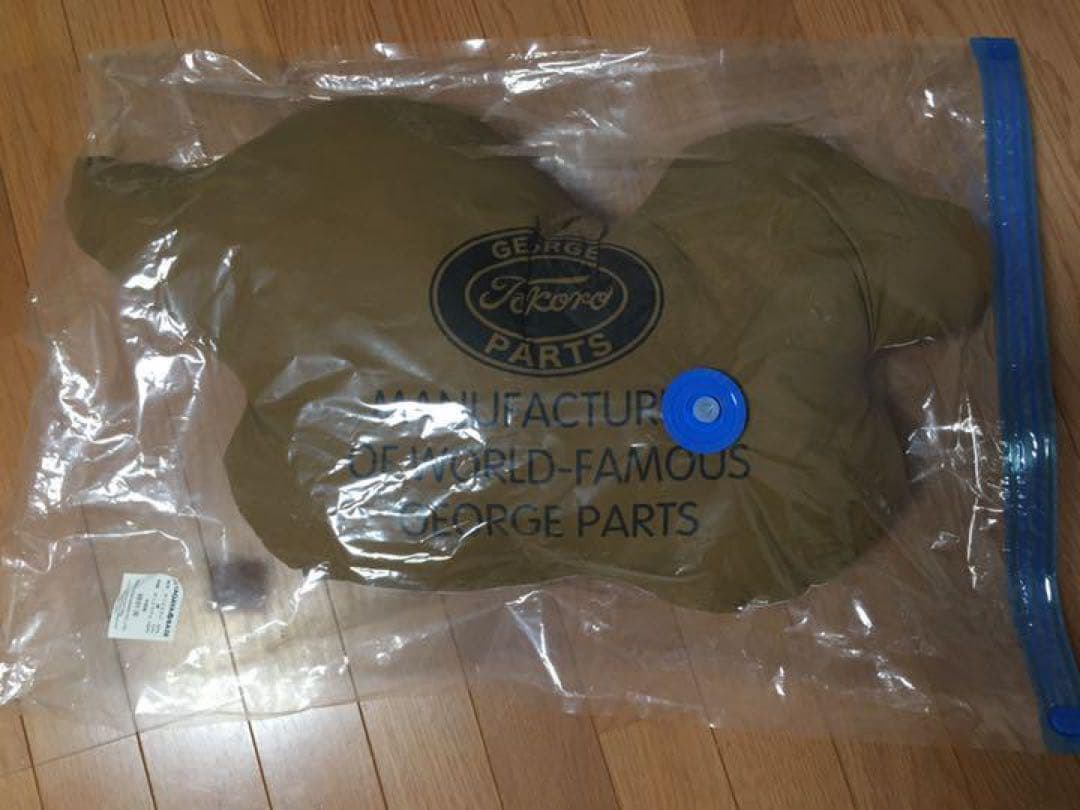 GEORGE
Tokoro
PARTS
MANUFACTUR
OF WORLD-FAMOUS
GEORGE PARTS